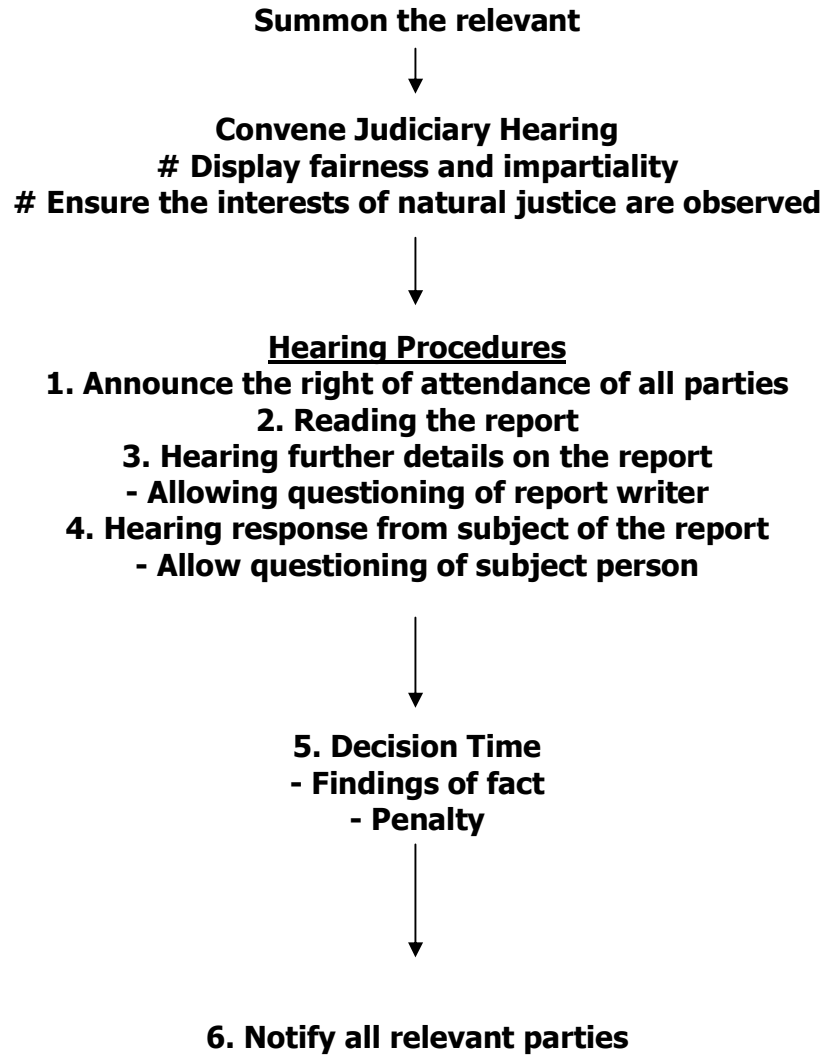 Summon the relevant
Convene Judiciary Hearing
# Display fairness and impartiality
# Ensure the interests of natural justice are observed
Hearing Procedures
1. Announce the right of attendance of all parties
2. Reading the report
3. Hearing further details on the report
- Allowing questioning of report writer
4. Hearing response from subject of the report
- Allow questioning of subject person
5. Decision Time
- Findings of fact
- Penalty
6. Notify all relevant parties